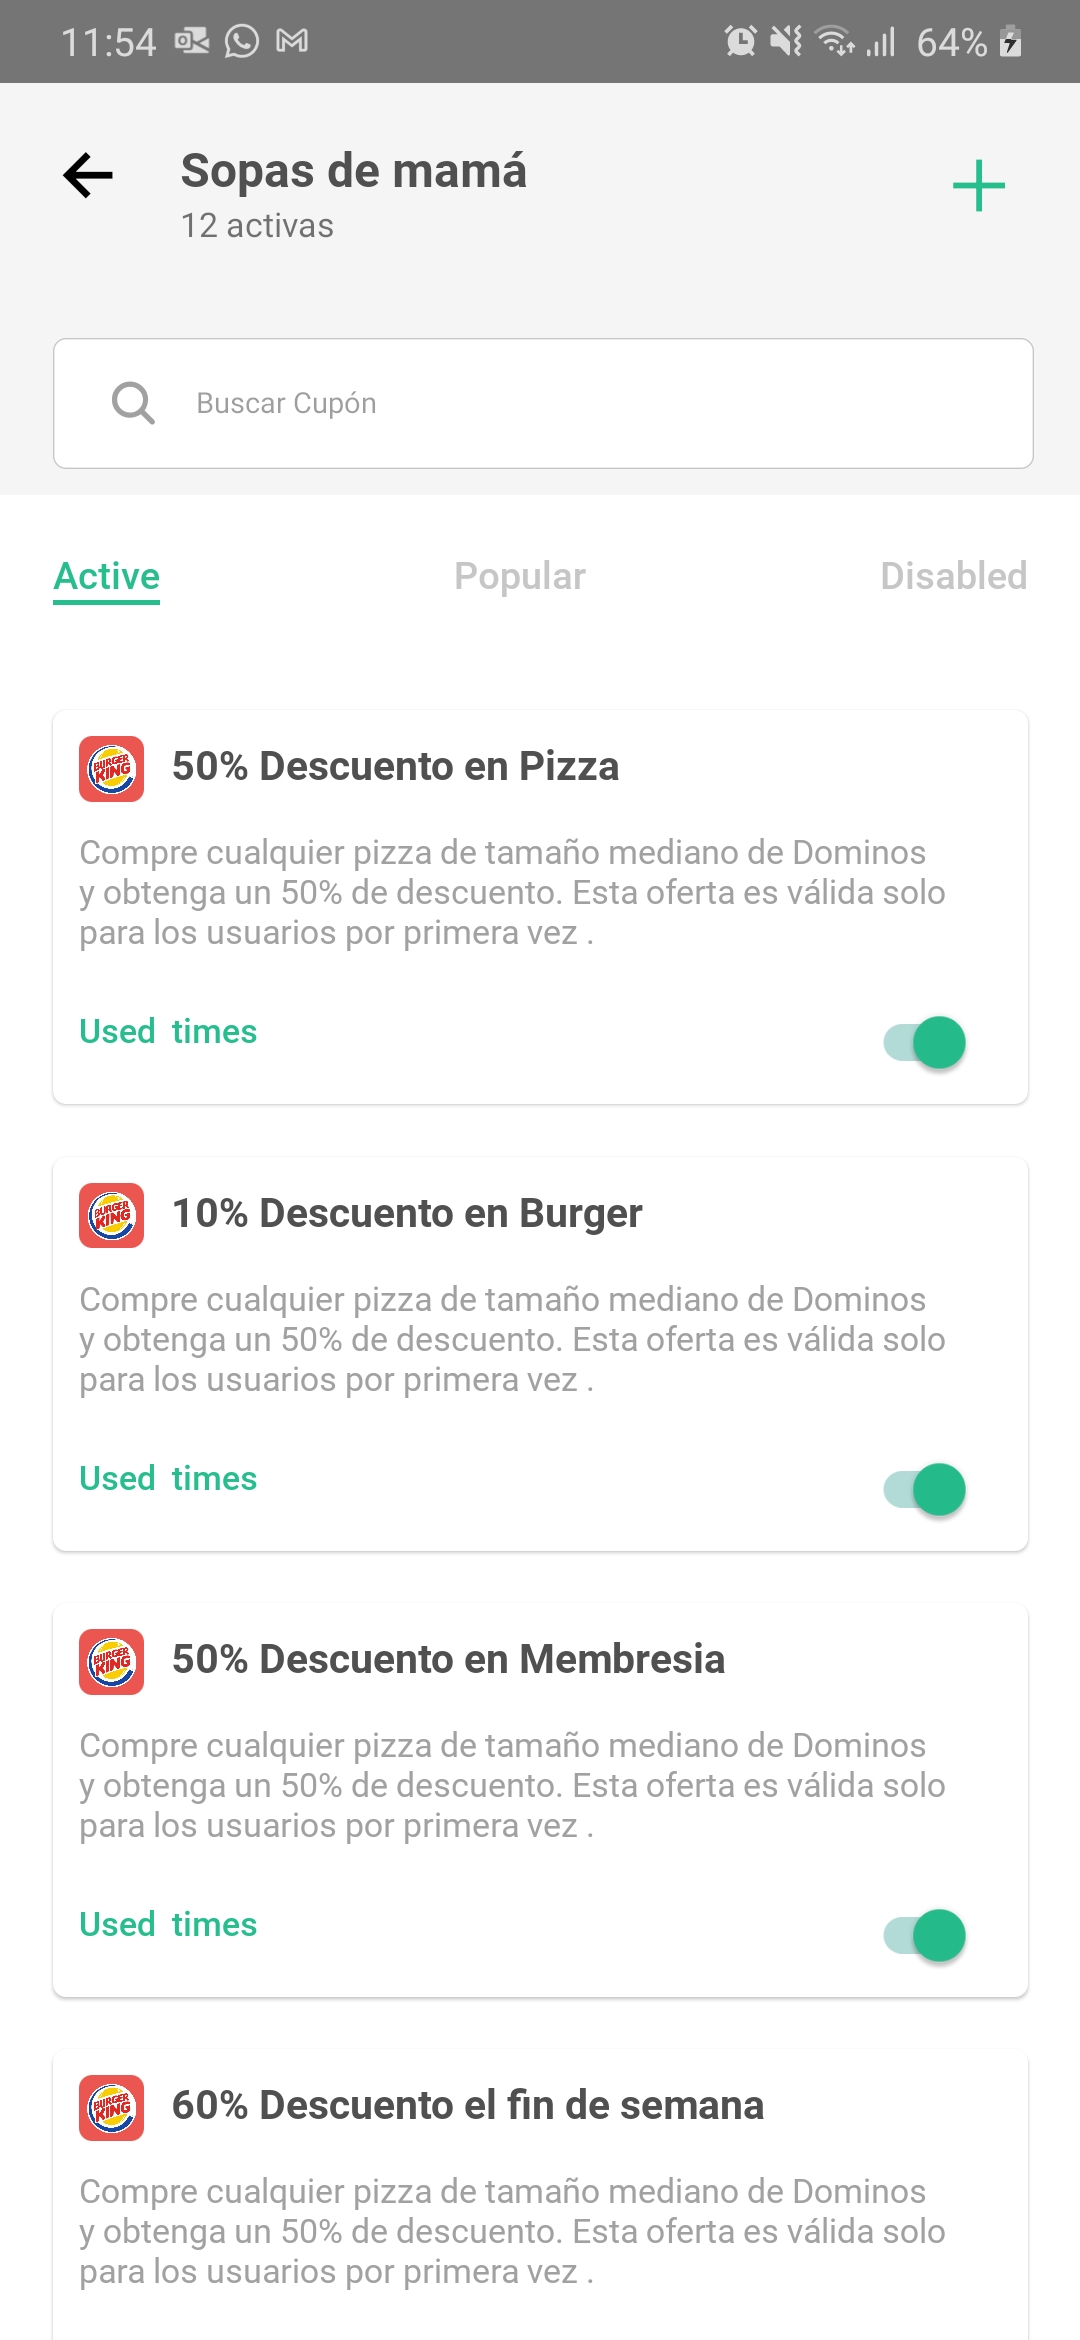 11:54
64%
Sopas de mamá
12 activas
Buscar Cupón
Active
Popular
Disabled
BURGER KING
50% Descuento en Pizza
Compre cualquier pizza de tamaño mediano de Dominos
y obtenga un 50% de descuento. Esta oferta es válida solo
para los usuarios por primera vez .
Used times
BURGER KING
10% Descuento en Burger
Compre cualquier pizza de tamaño mediano de Dominos
y obtenga un 50% de descuento. Esta oferta es válida solo
para los usuarios por primera vez .
Used times
BURGER KING
50% Descuento en Membresia
Compre cualquier pizza de tamaño mediano de Dominos
y obtenga un 50% de descuento. Esta oferta es válida solo
para los usuarios por primera vez .
Used times
BURGER KING
60% Descuento el fin de semana
Compre cualquier pizza de tamaño mediano de Dominos
y obtenga un 50% de descuento. Esta oferta es válida solo
para los usuarios por primera vez .